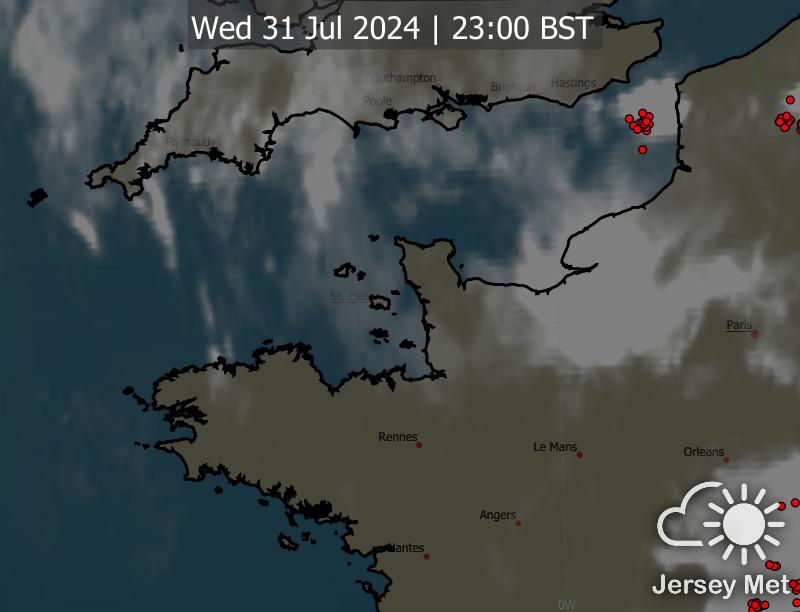 Wed 31 Jul 2024 | 23:00 BST
Southampton
Brighton
Hastings
Poole
Plymouth
St. Hel
Paris
Rennes
Le Mans
Orleans
Angers
Nantes
Jersey Met
0W